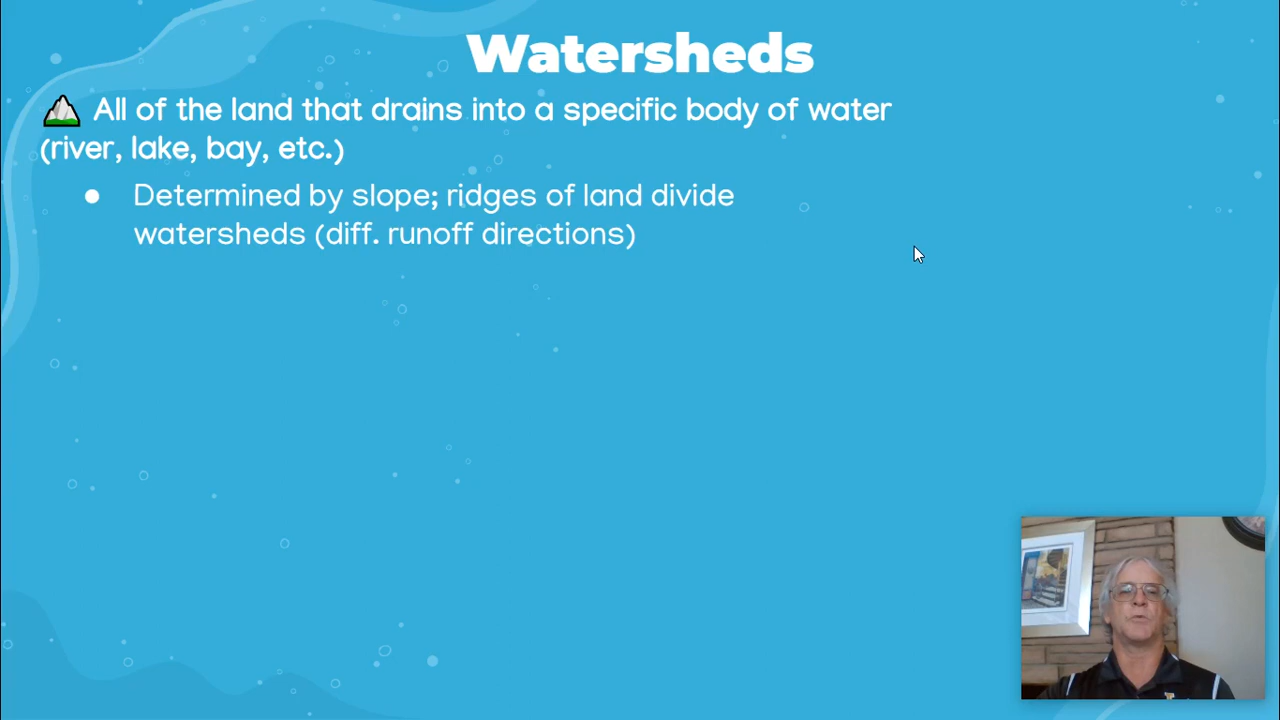 Watersheds
All of the land that drains into a specific body of water
(river, lake, bay, etc.)
● Determined by slope; ridges of land divide
watersheds (diff. runoff directions)